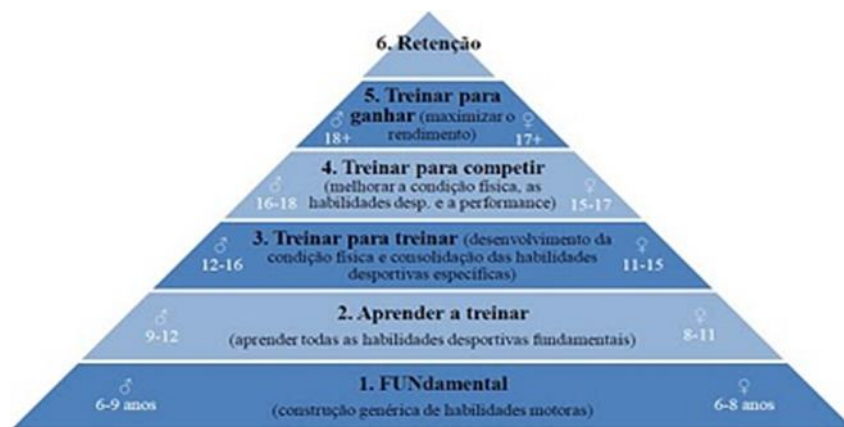 6. Retenção
5. Treinar para
♂ ganhar (maximizar o ♀
18+ rendimento) 17+
4. Treinar para competir
♂ (melhorar a condição física, as ♀
16-18 habilidades desp. e a performance) 15-17
♂ 3. Treinar para treinar (desenvolvimento da ♀
12-16 condição física e consolidação das habilidades 11-15
desportivas específicas)
♂ 2. Aprender a treinar ♀
9-12 (aprender todas as habilidades desportivas fundamentais) 8-11
♂ 1. FUNdamental ♀
6-9 anos (construção genérica de habilidades motoras) 6-8 anos